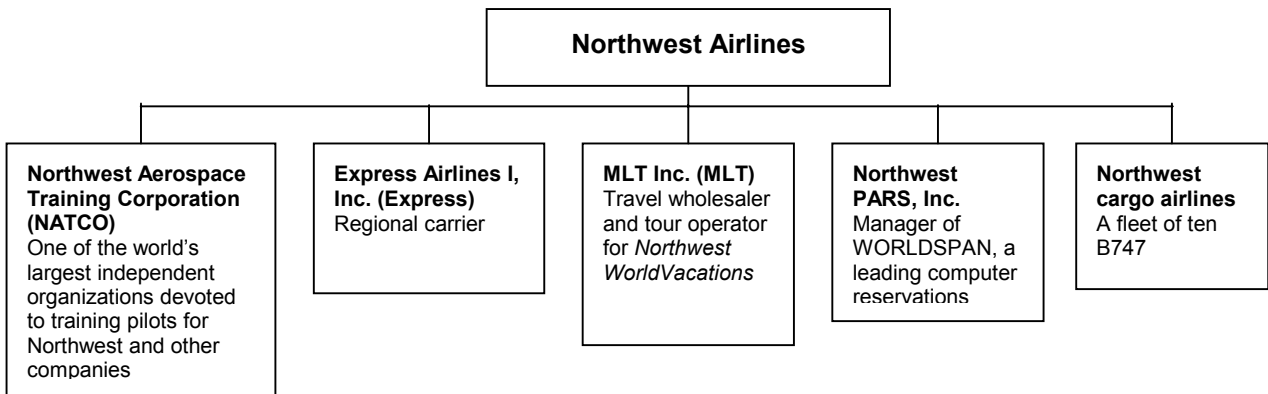 Northwest Airlines
Northwest Aerospace
Training Corporation
(NATCO)
One of the world's
largest independent
organizations devoted
to training pilots for
Northwest and other
companies
Express Airlines I,
Inc. (Express)
Regional carrier
MLT Inc. (MLT)
Travel wholesaler
and tour operator
for Northwest
WorldVacations
Northwest
PARS, Inc.
Manager of
WORLDSPAN, a
leading computer
reservations
Northwest
cargo airlines
A fleet of ten
B747